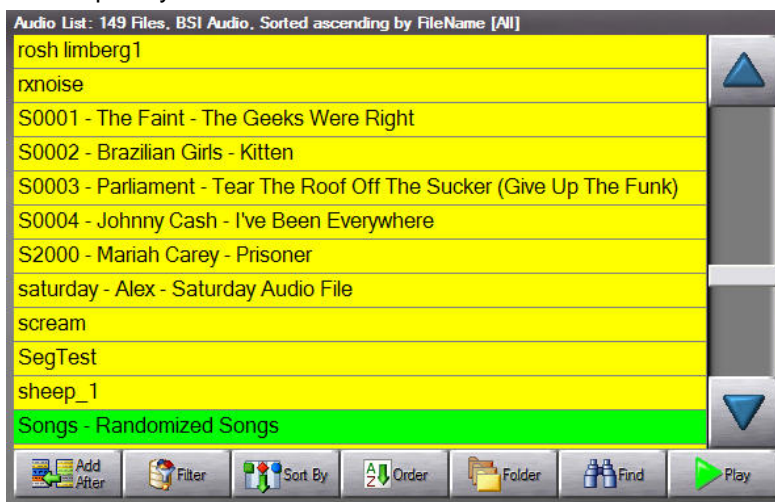 Audio List: 149 Files, BSI Audio, Sorted ascending by FileName [All]
rosh limberg1
rxnoise
S0001 - The Faint - The Geeks Were Right
S0002 - Brazilian Girls - Kitten
S0003 - Parliament - Tear The Roof Off The Sucker (Give Up The Funk)
S0004 - Johnny Cash - I've Been Everywhere
S2000 - Mariah Carey - Prisoner
saturday - Alex - Saturday Audio File
scream
SegTest
sheep_1
Songs - Randomized Songs
Add After
Filter
Sort By
A Z Order
Folder
Find
Play